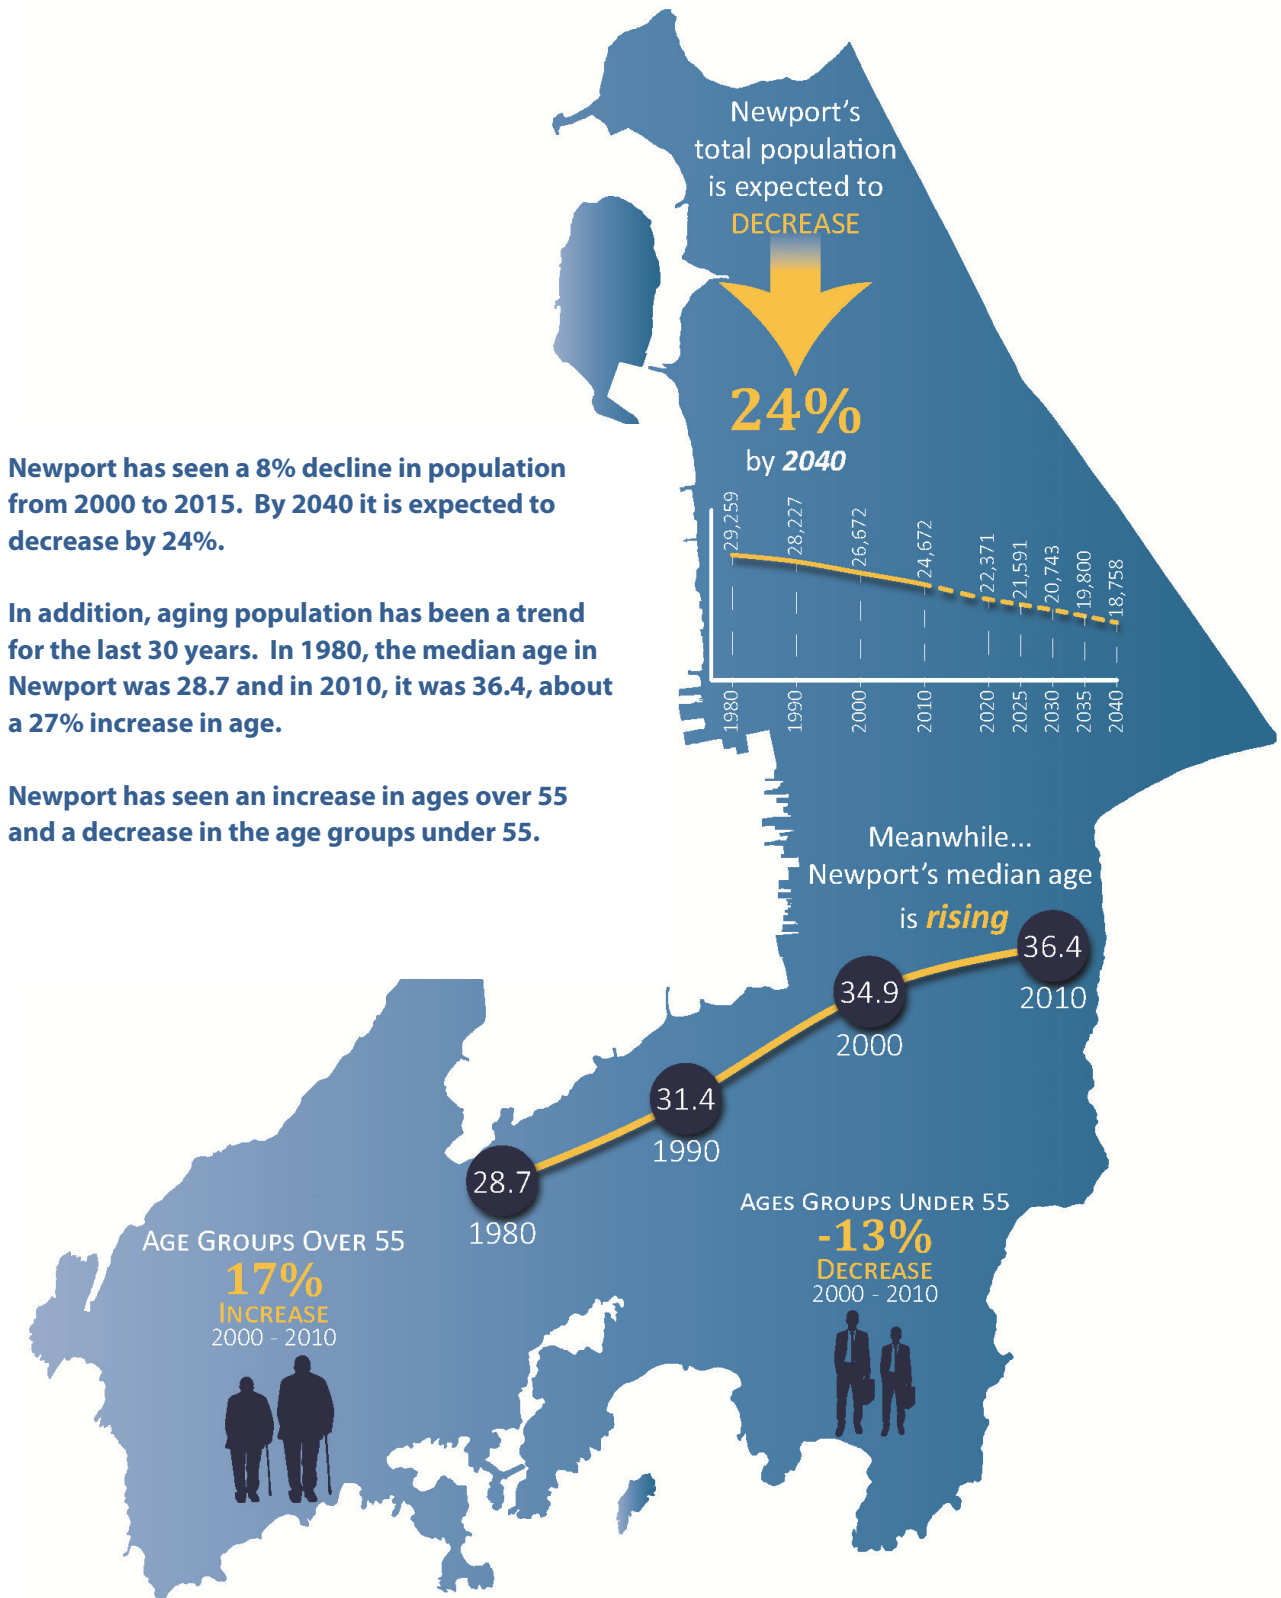 Newport's
total population
is expected to
DECREASE
24%
by 2040
Newport has seen a 8% decline in population
from 2000 to 2015. By 2040 it is expected to
decrease by 24%.
In addition, aging population has been a trend
for the last 30 years. In 1980, the median age in
Newport was 28.7 and in 2010, it was 36.4, about
a 27% increase in age.
Newport has seen an increase in ages over 55
and a decrease in the age groups under 55.
29,259
28,227
26,672
24,672
22,371
21,591
20,743
19,800
18,758
1980
1990
2000
2010
2020
2025
2030
2035
2040
Meanwhile...
Newport's median age
is rising
36.4
2010
34.9
2000
31.4
1990
28.7
1980
AGE GROUPS OVER 55
17%
INCREASE
2000 - 2010
AGES GROUPS UNDER 55
-13%
DECREASE
2000 - 2010